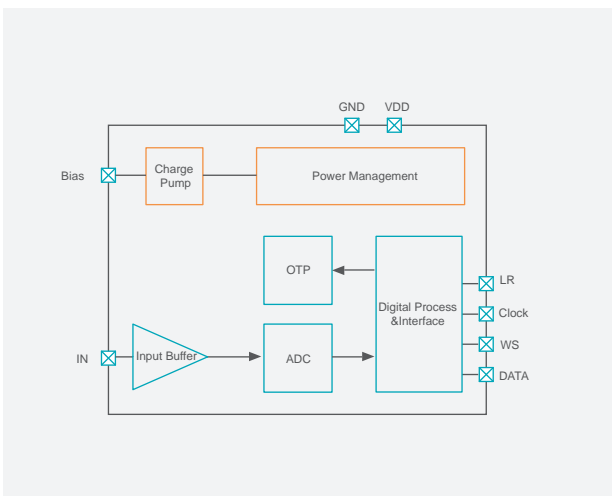 GND VDD
Bias
Charge
Pump
Power Management
OTP
Digital Process
&Interface
LR
Clock
WS
DATA
IN
Input Buffer
ADC